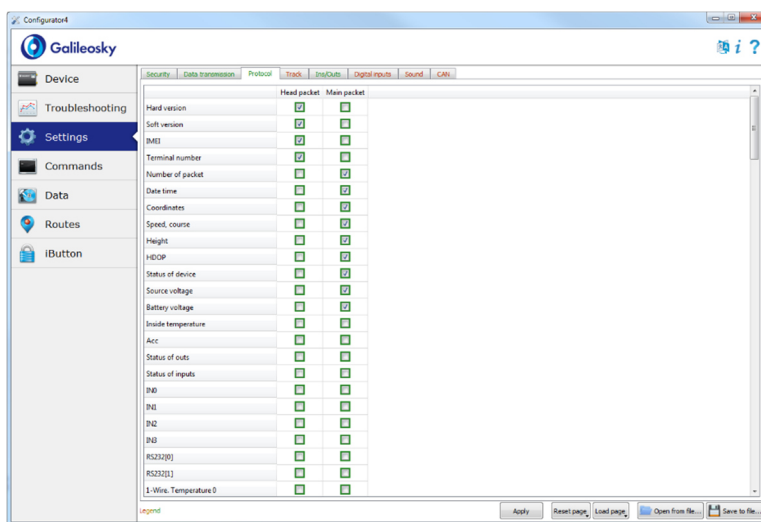 Configurator4
Galileosky
i ?
Device
Troubleshooting
Settings
Commands
Data
Routes
iButton
Security Data transmission Protocol Track Ins/Outs Digital inputs Sound CAN
Head packet Main packet
Hard version
Soft version
IMEI
Terminal number
Number of packet
Date time
Coordinates
Speed, course
Height
HDOP
Status of device
Source voltage
Battery voltage
Inside temperature
Acc
Status of outs
Status of inputs
IN0
IN1
IN2
IN3
RS232[0]
RS232[1]
1-Wire. Temperature 0
Legend
Apply Reset page Load page Open from file... Save to file...